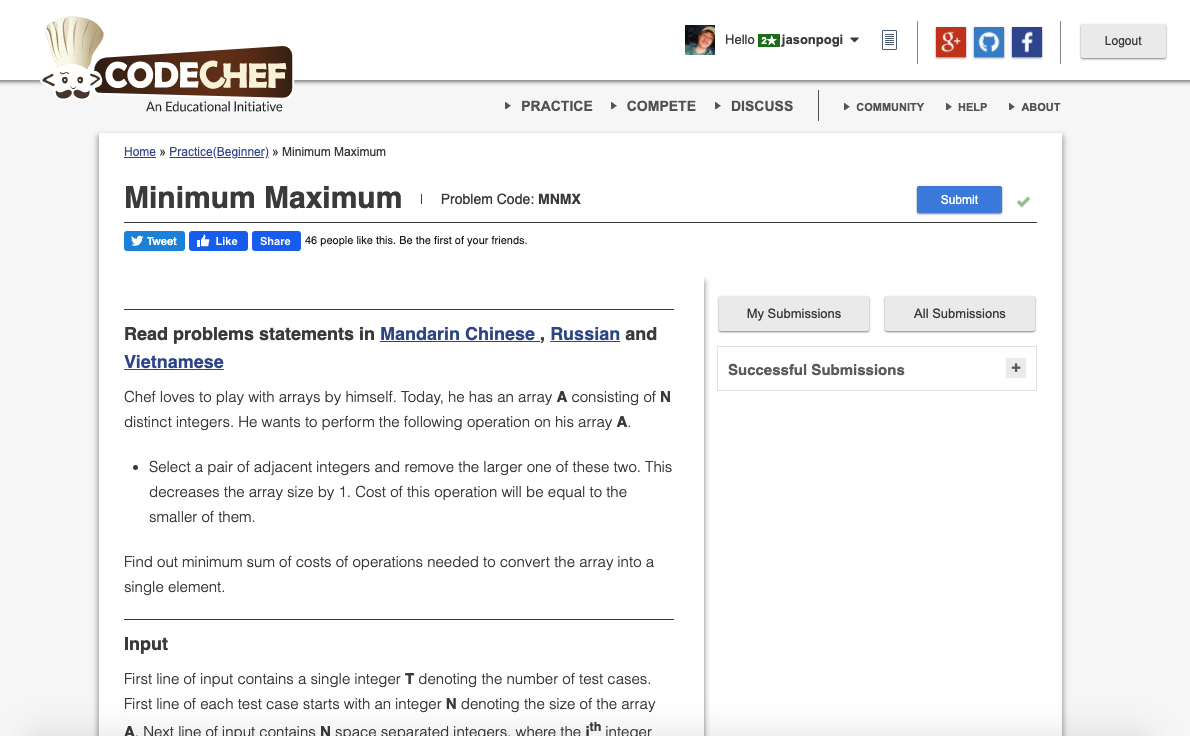 CODECHEF
An Educational Initiative
Hello 2★ jasonpogi
Logout
PRACTICE COMPETE DISCUSS COMMUNITY HELP ABOUT
Home » Practice(Beginner) » Minimum Maximum
Minimum Maximum | Problem Code: MNMX
Submit
Tweet Like Share 46 people like this. Be the first of your friends.
My Submissions All Submissions
Successful Submissions +
Read problems statements in Mandarin Chinese , Russian and
Vietnamese
Chef loves to play with arrays by himself. Today, he has an array A consisting of N
distinct integers. He wants to perform the following operation on his array A.
• Select a pair of adjacent integers and remove the larger one of these two. This
decreases the array size by 1. Cost of this operation will be equal to the
smaller of them.
Find out minimum sum of costs of operations needed to convert the array into a
single element.
Input
First line of input contains a single integer T denoting the number of test cases.
First line of each test case starts with an integer N denoting the size of the array
A. Next line of input contains N space separated integers, where the ith integer